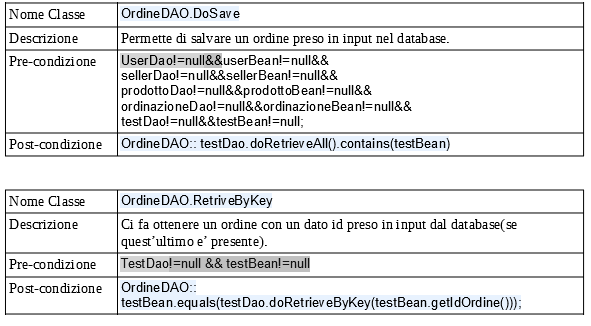 Nome Classe OrdineDAO.DoSave
Descrizione Permette di salvare un ordine preso in input nel database.
Pre-condizione UserDao!=null&&userBean!=null&&
sellerDao!=null&&sellerBean!=null&&
prodottoDao!=null&&prodottoBean!=null&&
ordinazioneDao!=null&&ordinazioneBean!=null&&
testDao!=null&&testBean!=null;
Post-condizione OrdineDAO:: testDao.doRetrieveAll().contains(testBean)
Nome Classe OrdineDAO.RetriveByKey
Descrizione Ci fa ottenere un ordine con un dato id preso in input dal database(se
quest’ultimo e’ presente).
Pre-condizione TestDao!=null && testBean!=null
Post-condizione OrdineDAO::
testBean.equals(testDao.doRetrieveByKey(testBean.getIdOrdine()));